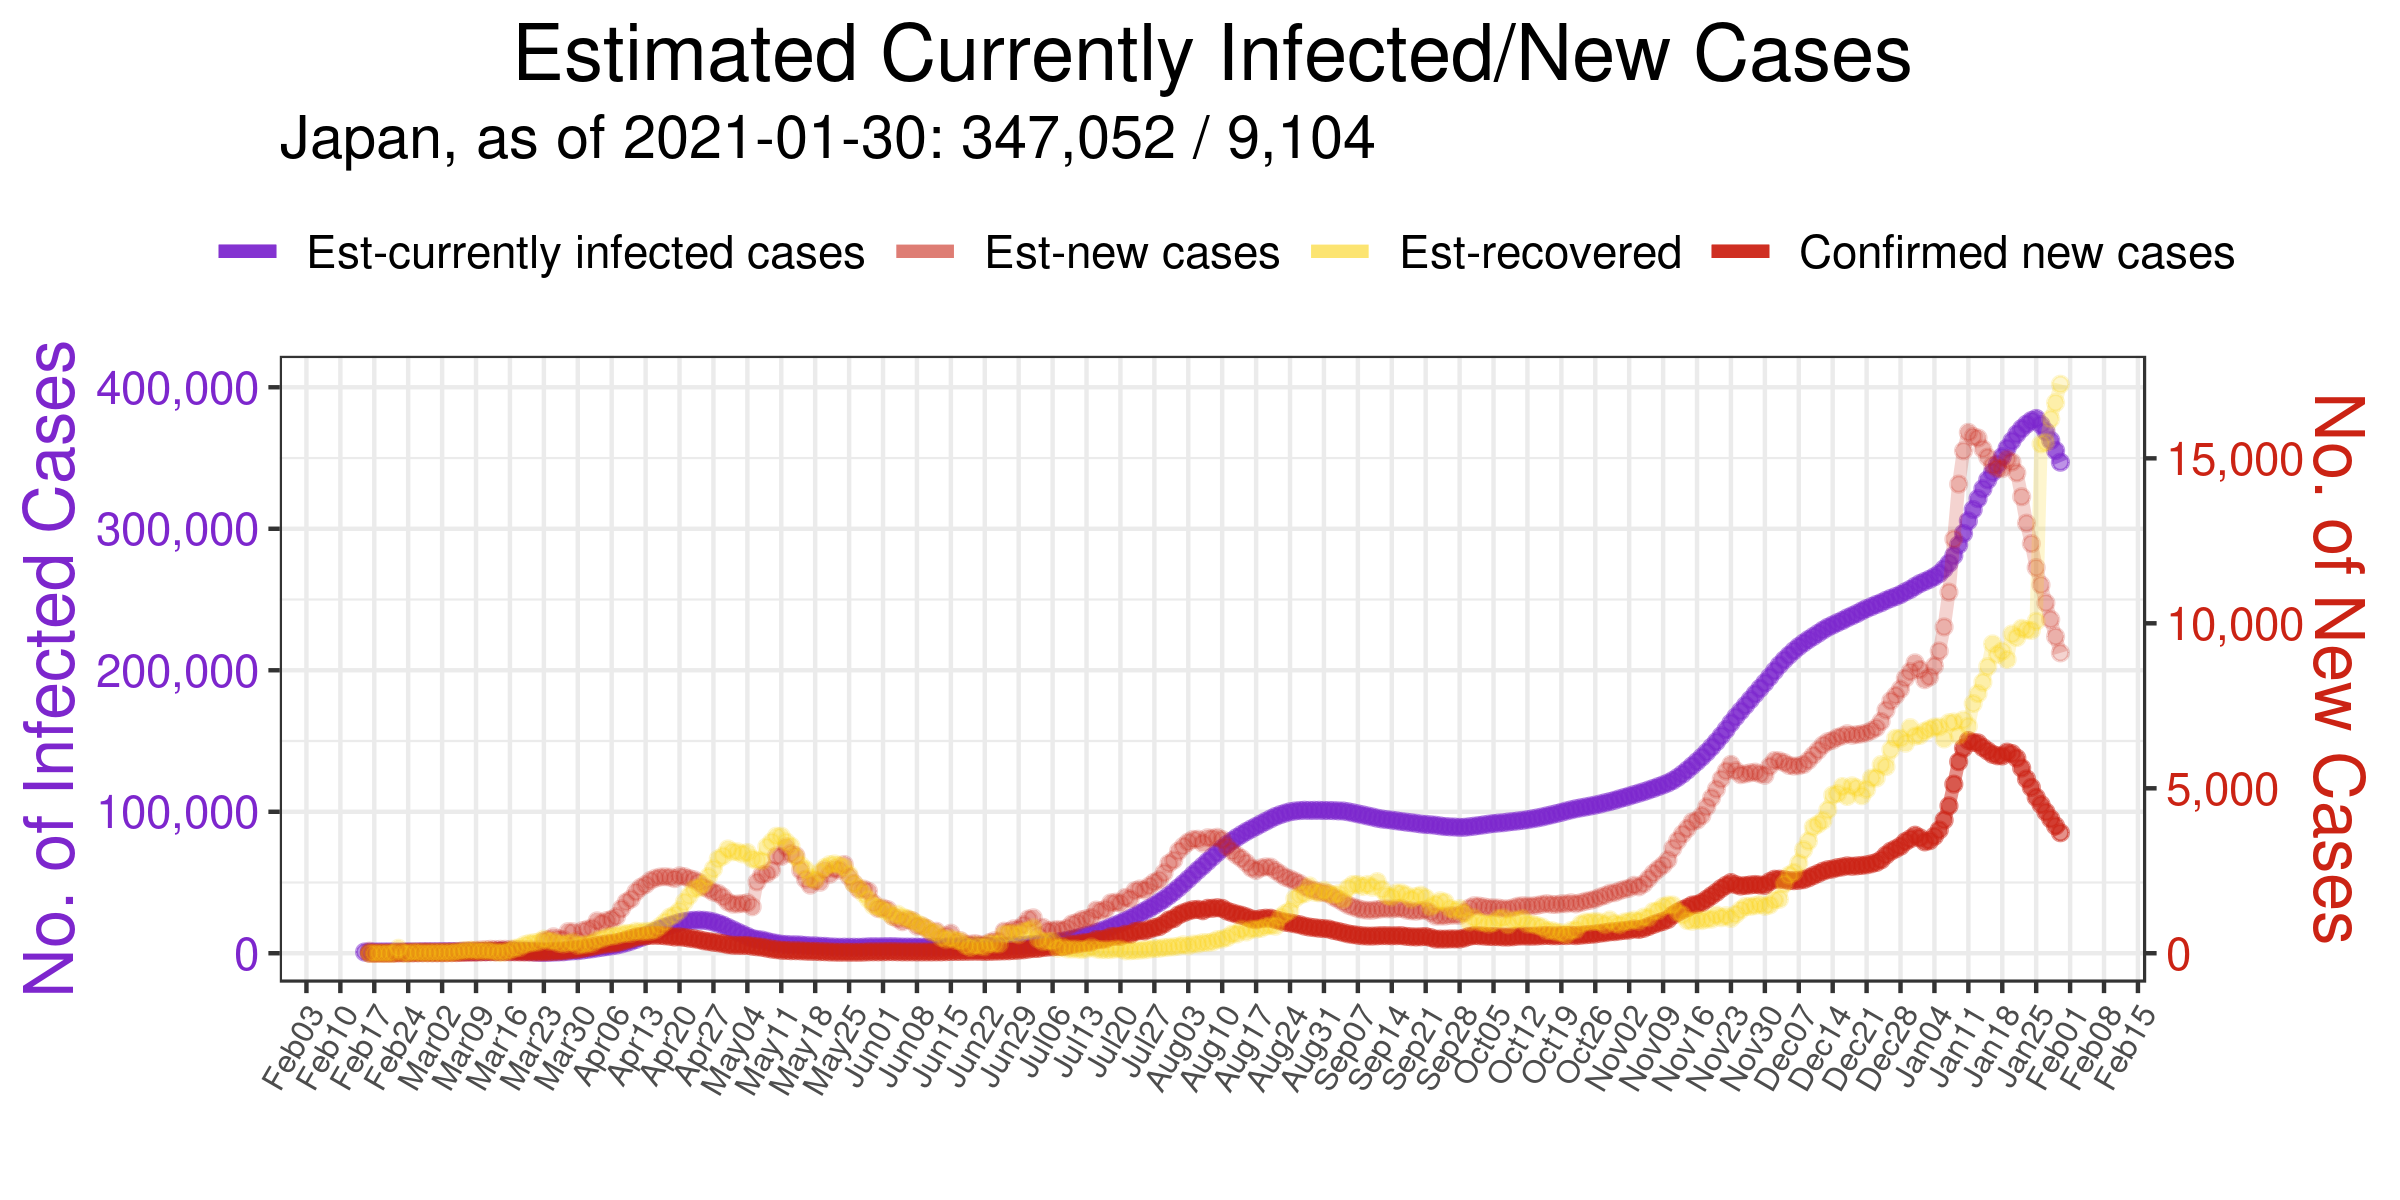 Estimated Currently Infected/New Cases
Japan, as of 2021-01-30: 347,052 / 9,104
Est-currently infected cases
Est-new cases
Est-recovered
Confirmed new cases
No. of Infected Cases
400,000
300,000
200,000
100,000
0
15,000
10,000
5,000
0
No. of New Cases
Feb03
Feb10
Feb17
Feb24
Mar02
Mar09
Mar16
Mar23
Mar30
Apr06
Apr13
Apr20
Apr27
May04
May11
May18
May25
Jun01
Jun08
Jun15
Jun22
Jun29
Jul06
Jul13
Jul20
Jul27
Aug03
Aug10
Aug17
Aug24
Aug31
Sep07
Sep14
Sep21
Sep28
Oct05
Oct12
Oct19
Oct26
Nov02
Nov09
Nov16
Nov23
Nov30
Dec07
Dec14
Dec21
Dec28
Jan04
Jan11
Jan18
Jan25
Feb01
Feb08
Feb15